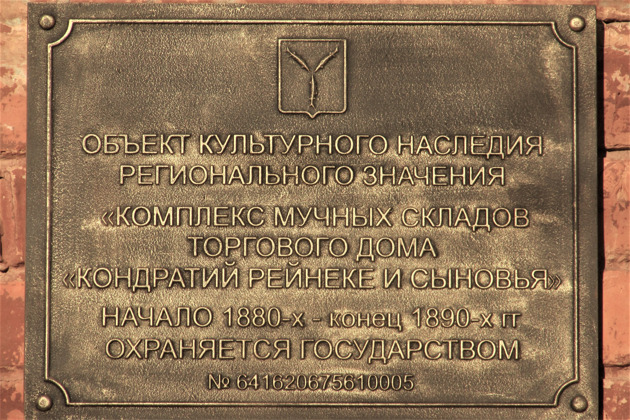 ОБЪЕКТ КУЛЬТУРНОГО НАСЛЕДИЯ
РЕГИОНАЛЬНОГО ЗНАЧЕНИЯ
«КОМПЛЕКС МУЧНЫХ СКЛАДОВ
ТОРГОВОГО ДОМА
«КОНДРАТИЙ РЕЙНЕКЕ И СЫНОВЬЯ»
НАЧАЛО 1880-х - конец 1890-х гг
ОХРАНЯЕТСЯ ГОСУДАРСТВОМ
№ 641620675610005